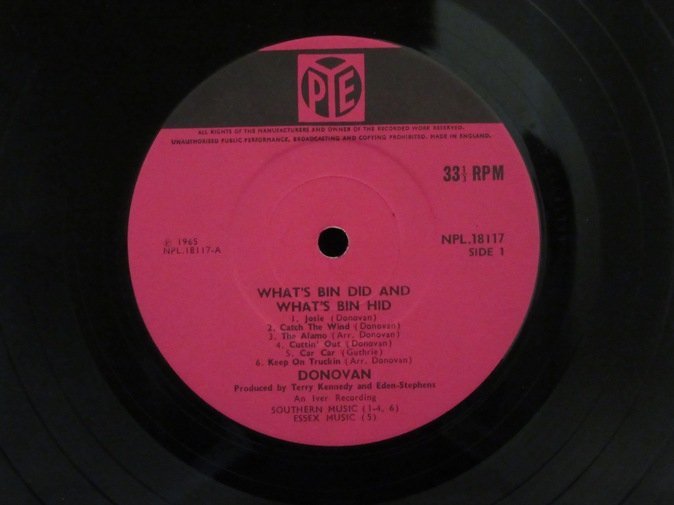 PYE
ALL RIGHTS OF THE MANUFACTURERS AND OWNER OF THE RECORDED WORK RESERVED.
UNAUTHORISED PUBLIC PERFORMANCE, BROADCASTING AND COPYING PROHIBITED. MADE IN ENGLAND.
33⅓ RPM
℗ 1965
NPL.18117-A
NPL.18117
SIDE 1
WHAT'S BIN DID AND
WHAT'S BIN HID
1. Josie (Donovan)
2. Catch The Wind (Donovan)
3. The Alamo (Arr. Donovan)
4. Cuttin' Out (Donovan)
5. Car Car (Guthrie)
6. Keep On Truckin (Arr. Donovan)
DONOVAN
Produced by Terry Kennedy and Eden-Stephens
An Iver Recording
SOUTHERN MUSIC (1-4, 6)
ESSEX MUSIC (5)